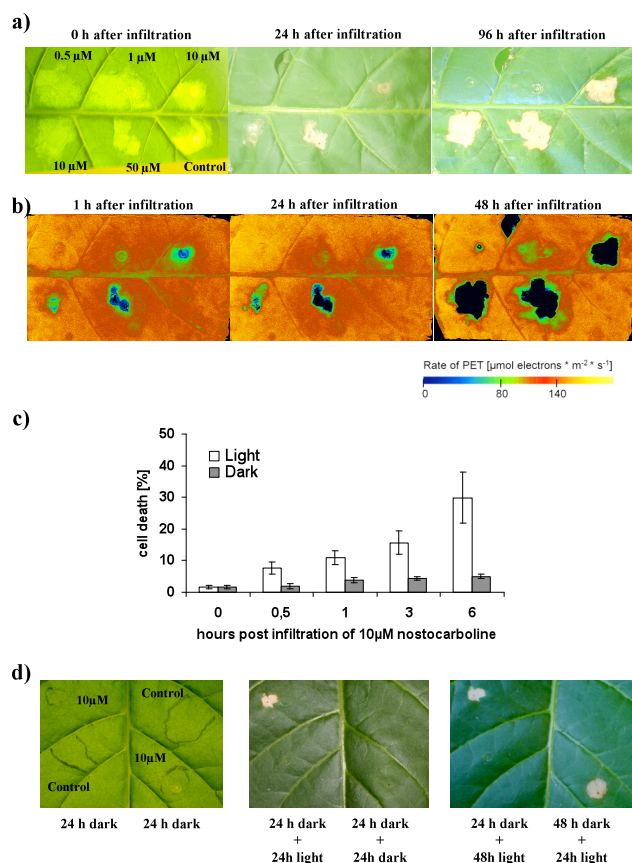 a)
0 h after infiltration 24 h after infiltration 96 h after infiltration
0.5 µM 1 µM 10 µM
10 µM 50 µM Control
b)
1 h after infiltration 24 h after infiltration 48 h after infiltration
Rate of PET [µmol electrons * m-2 * s-1]
0 80 140
c)
50
40
30
20
10
0
cell death [%]
Light
Dark
0 0,5 1 3 6
hours post infiltration of 10µM nostocarboline
d)
10µM Control
10µM
Control
24 h dark 24 h dark 24 h dark 24 h dark 24 h dark 48 h dark
+ + + +
24h light 24h dark 48h light 24h light